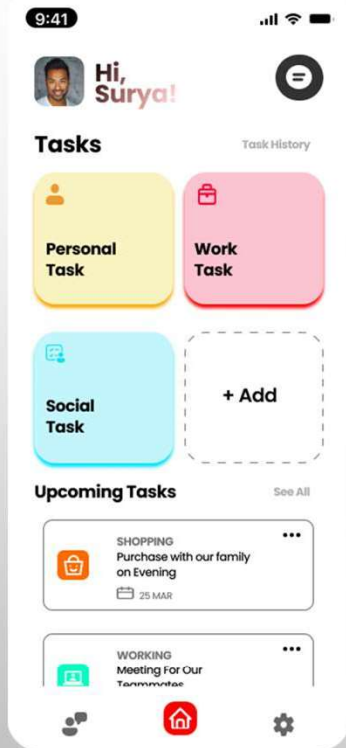 9:41
Hi,
Surya!
Tasks
Task History
Personal
Task
Work
Task
Social
Task
+ Add
Upcoming Tasks
See All
SHOPPING
Purchase with our family
on Evening
25 MAR
WORKING
Meeting For Our
Teammates